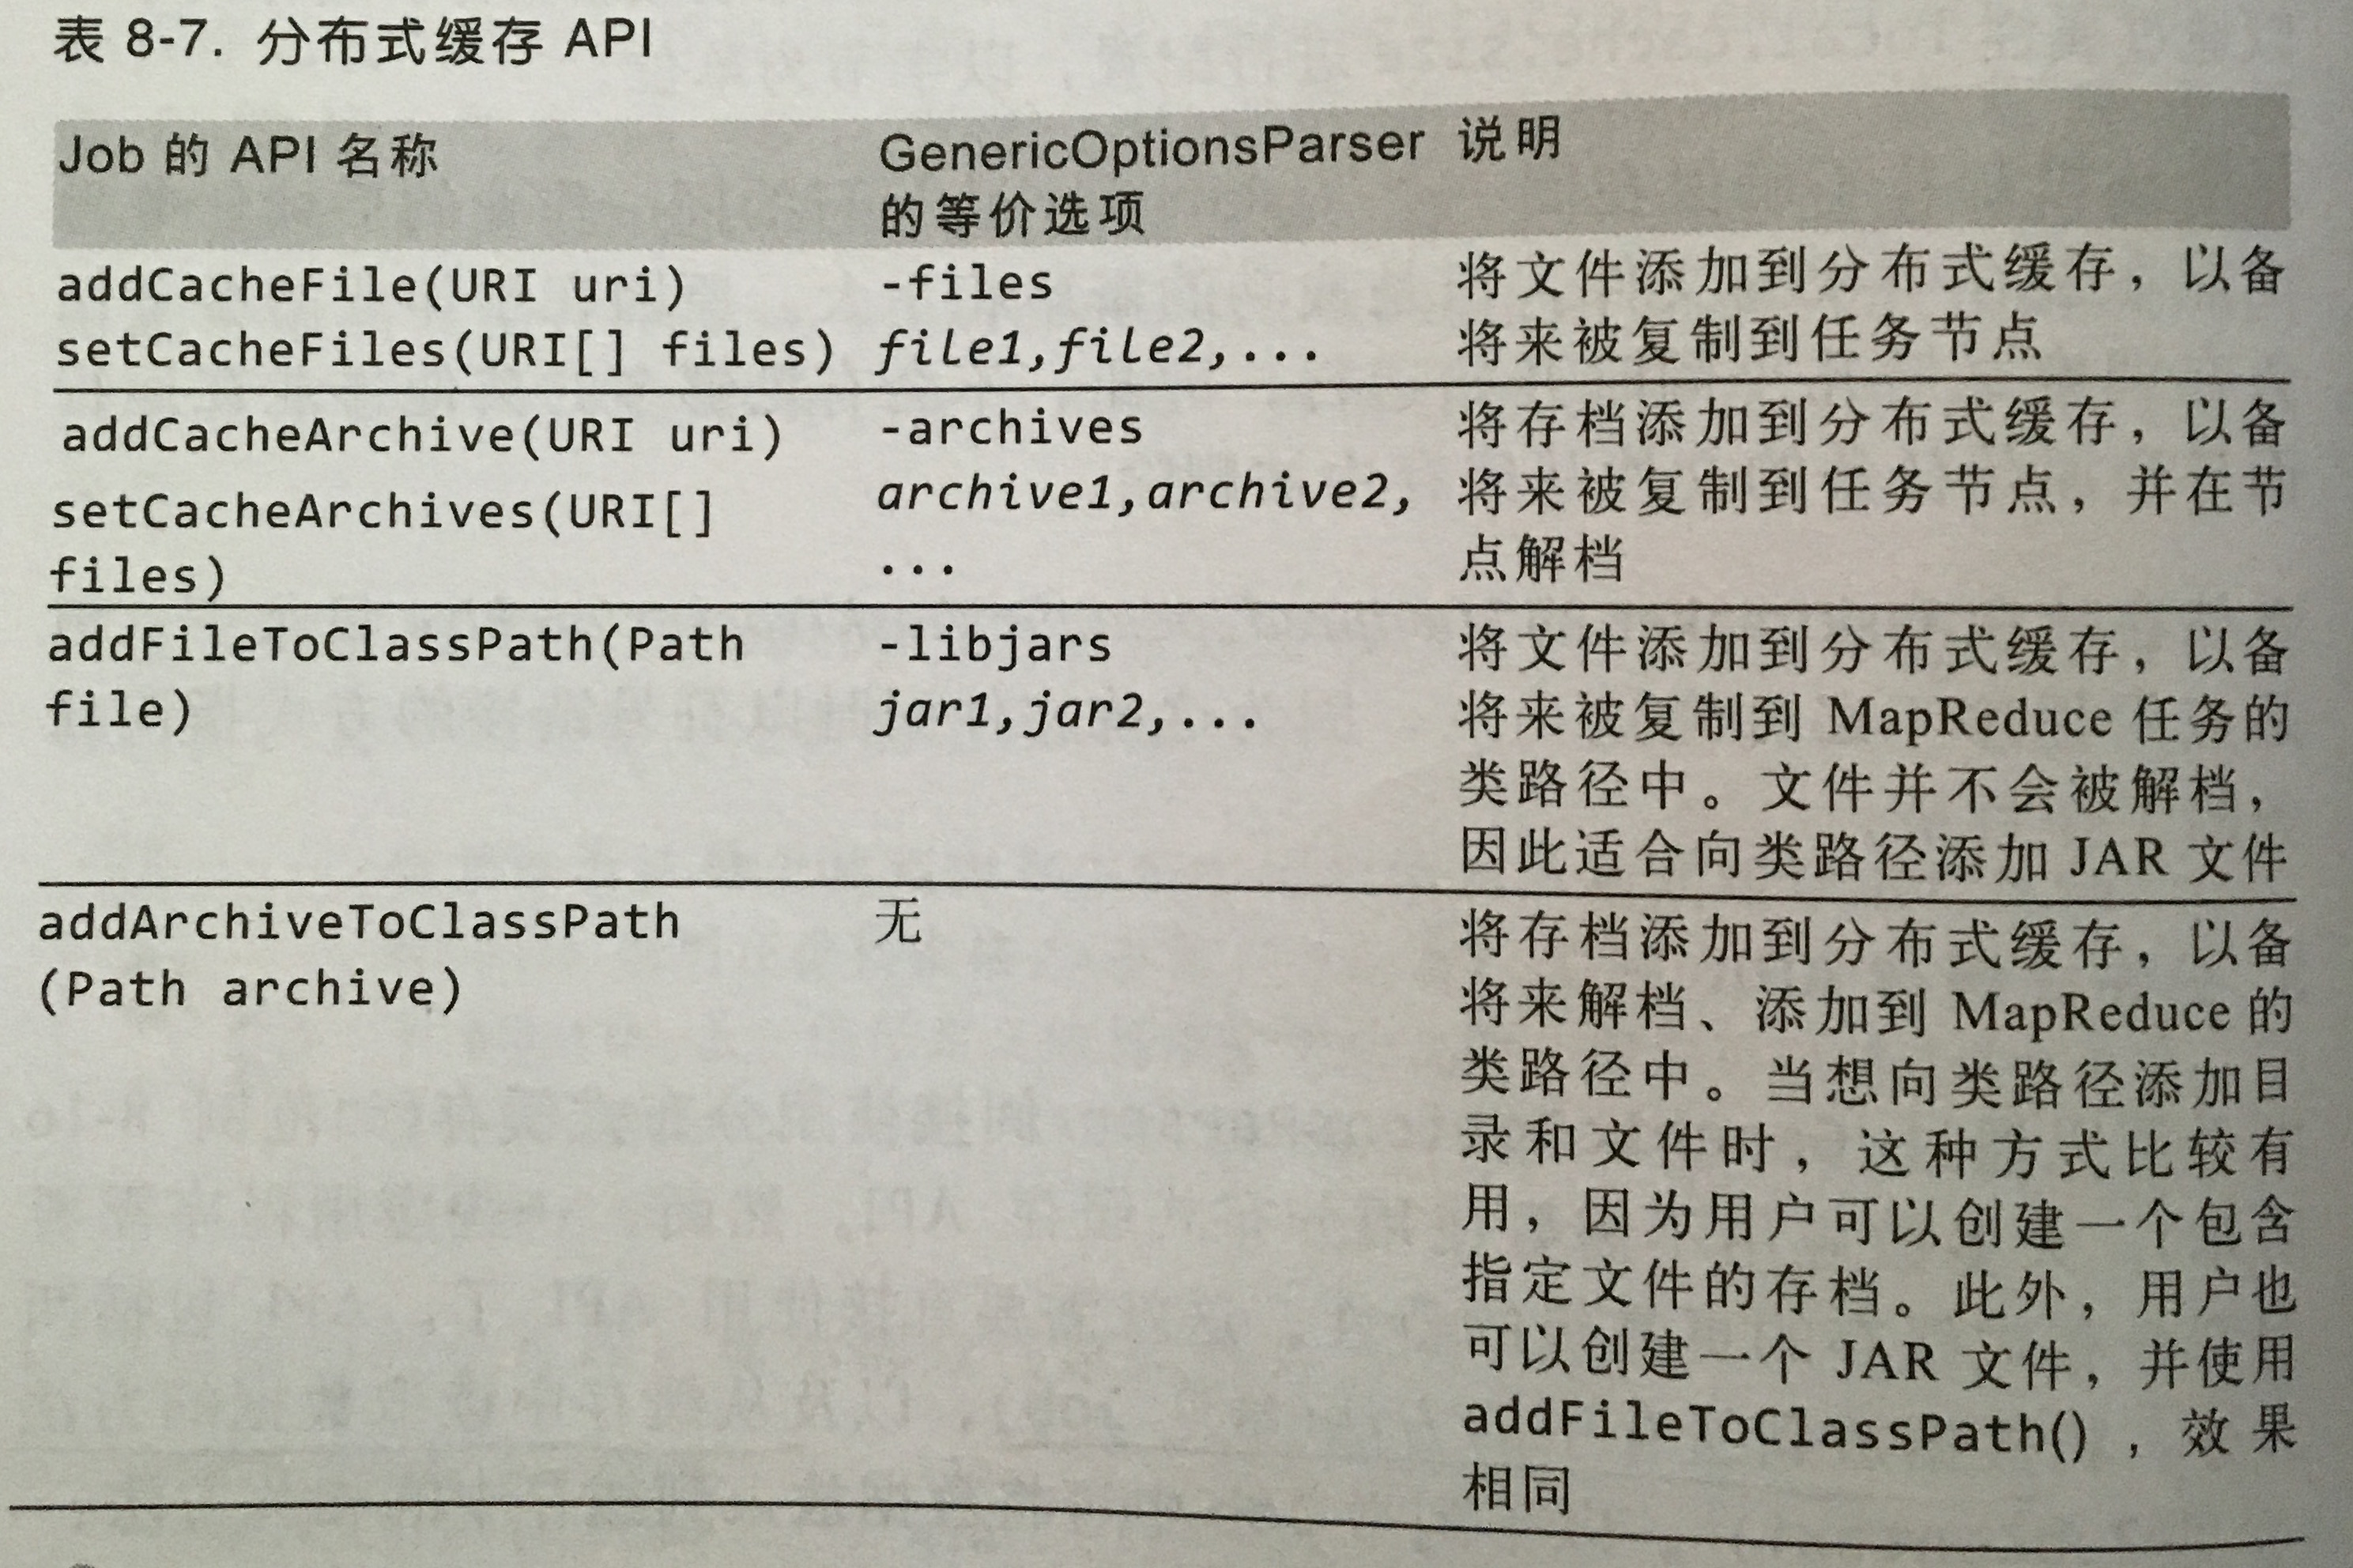 表 8-7. 分布式缓存 API
Job 的 API 名称
GenericOptionsParser
的等价选项
说明
addCacheFile(URI uri)
setCacheFiles(URI[] files)
-files
file1,file2,...
将文件添加到分布式缓存，以备
将来被复制到任务节点
addCacheArchive(URI uri)
setCacheArchives(URI[]
files)
-archives
archive1,archive2,
...
将存档添加到分布式缓存，以备
将来被复制到任务节点，并在节
点解档
addFileToClassPath(Path
file)
-libjars
jar1,jar2,...
将文件添加到分布式缓存，以备
将来被复制到 MapReduce 任务的
类路径中。文件并不会被解档，
因此适合向类路径添加 JAR 文件
addArchiveToClassPath
(Path archive)
无
将存档添加到分布式缓存，以备
将来解档、添加到 MapReduce 的
类路径中。当想向类路径添加目
录和文件时，这种方式比较有
用，因为用户可以创建一个包含
指定文件的存档。此外，用户也
可以创建一个 JAR 文件，并使用
addFileToClassPath()，效果
相同